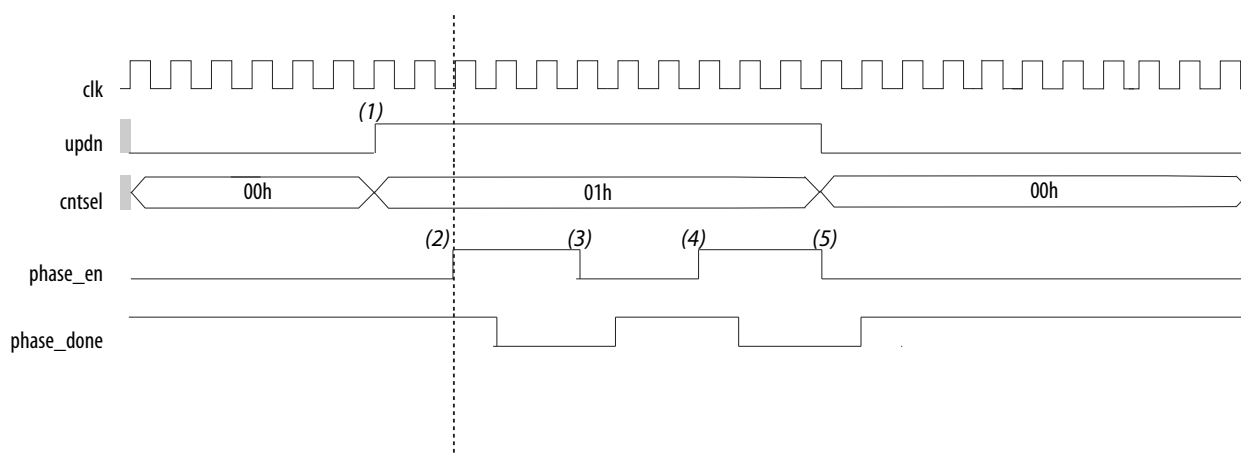 clk
(1)
updn
cntsel 00h 01h 00h
(2) (3) (4) (5)
phase_en
phase_done